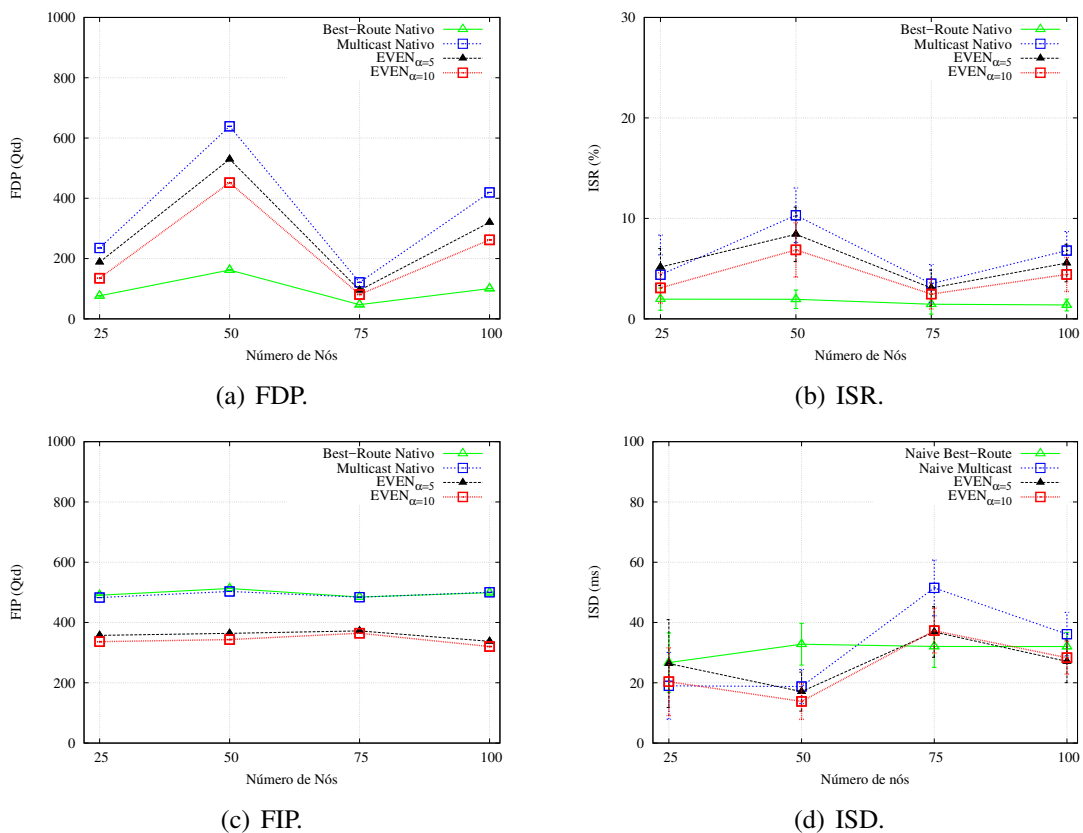 1000
800
600
400
200
0
25
50
75
100
FDP (Qtd)
Número de Nós
Best−Route Nativo
Multicast Nativo
EVENα=5
EVENα=10
(a) FDP.
30
20
10
0
25
50
75
100
ISR (%)
Número de Nós
Best−Route Nativo
Multicast Nativo
EVENα=5
EVENα=10
(b) ISR.
1000
800
600
400
200
0
25
50
75
100
FIP (Qtd)
Número de Nós
Best−Route Nativo
Multicast Nativo
EVENα=5
EVENα=10
(c) FIP.
100
80
60
40
20
0
25
50
75
100
ISD (ms)
Número de nós
Naive Best−Route
Naive Multicast
EVENα=5
EVENα=10
(d) ISD.